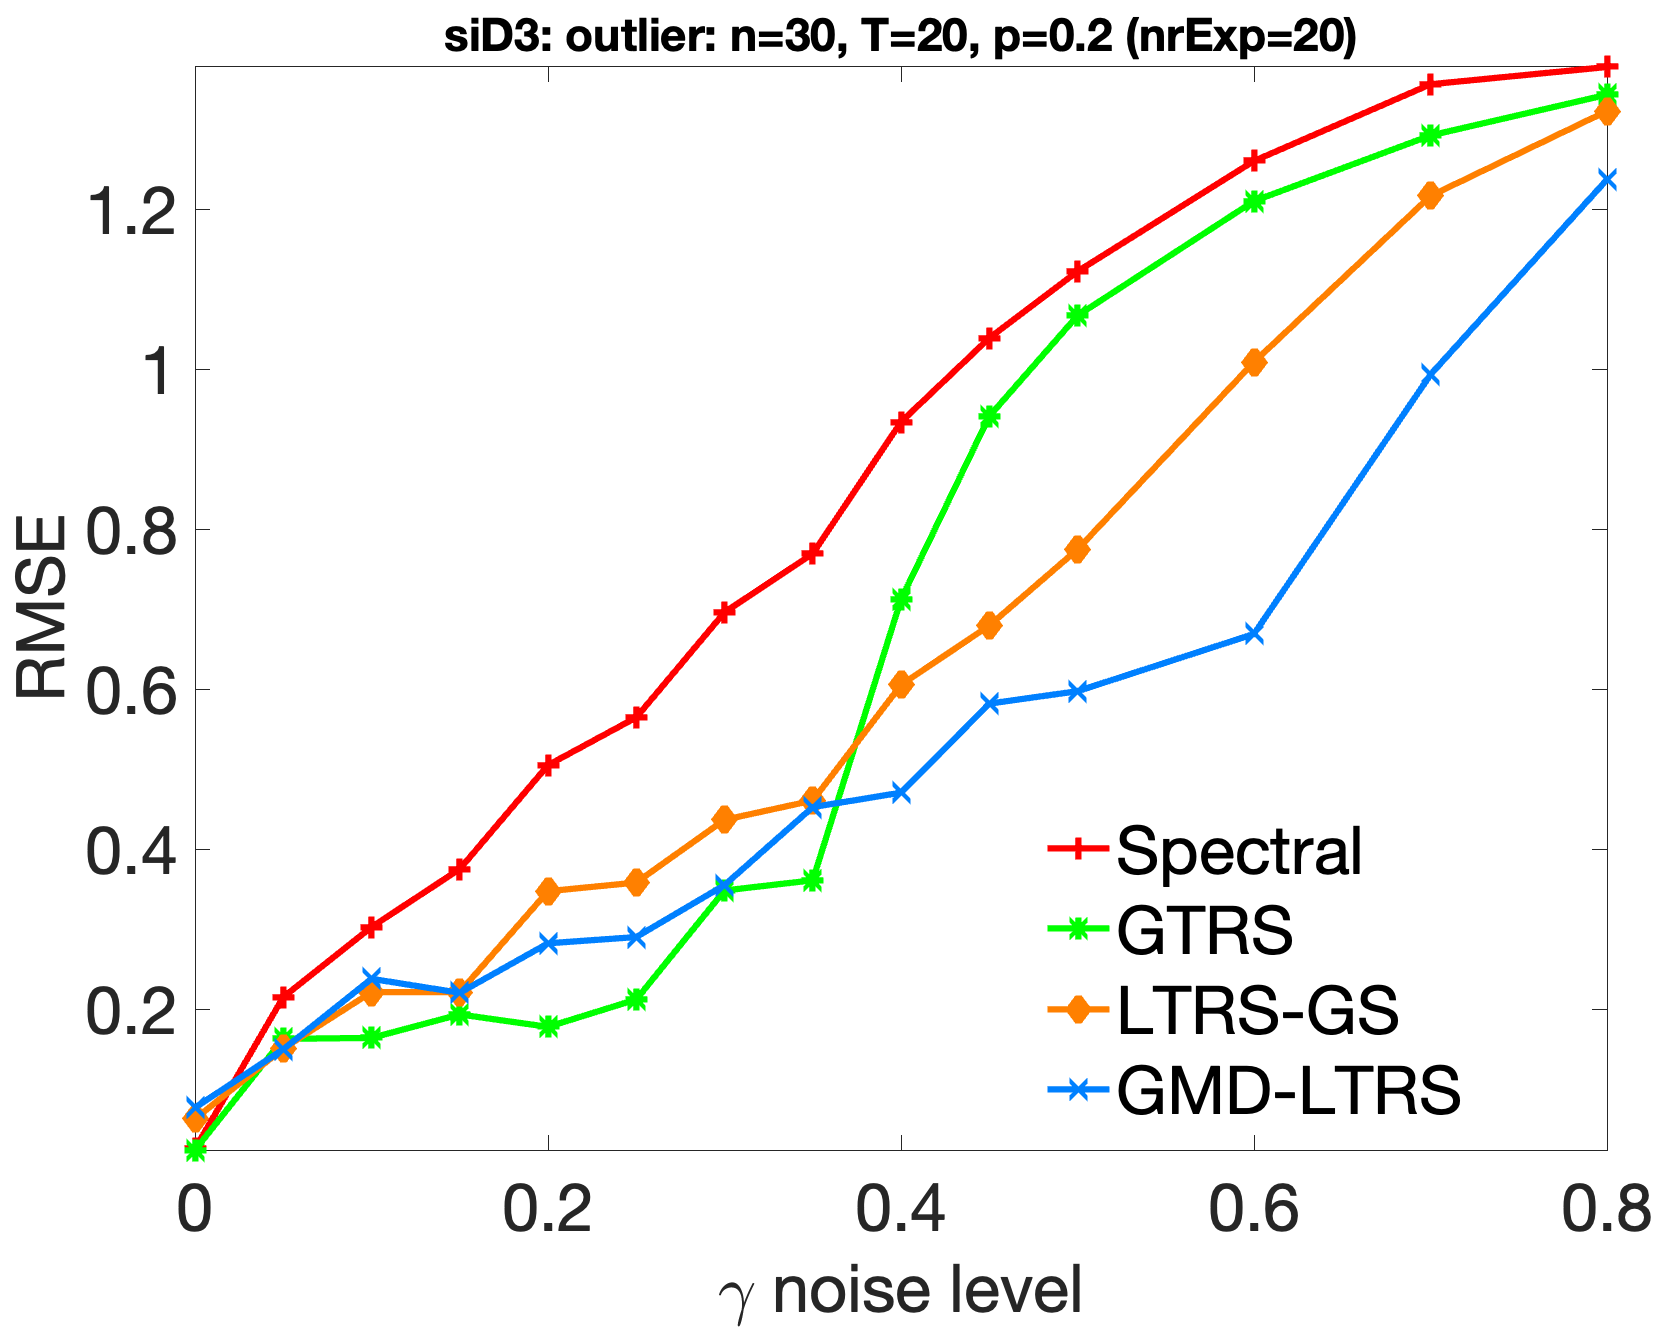 siD3: outlier: n=30, T=20, p=0.2 (nrExp=20)
1.2
1
0.8
0.6
0.4
0.2
RMSE
Spectral
GTRS
LTRS-GS
GMD-LTRS
0 0.2 0.4 0.6 0.8
γ noise level